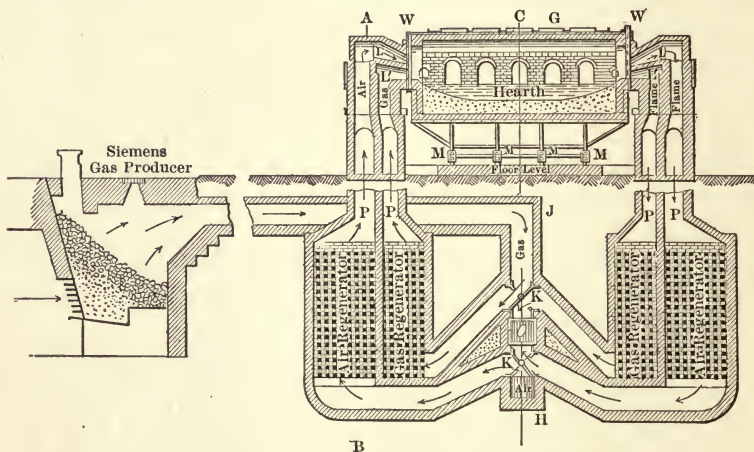 A W C G W
L L
Air Gas L L Flame Flame
Hearth
Siemens
Gas Producer
M M M M
Floor Level
P P P P
J
Gas
K
Air-Regenerator Gas-Regenerator Gas-Regenerator Air-Regenerator
K
Air
H
B